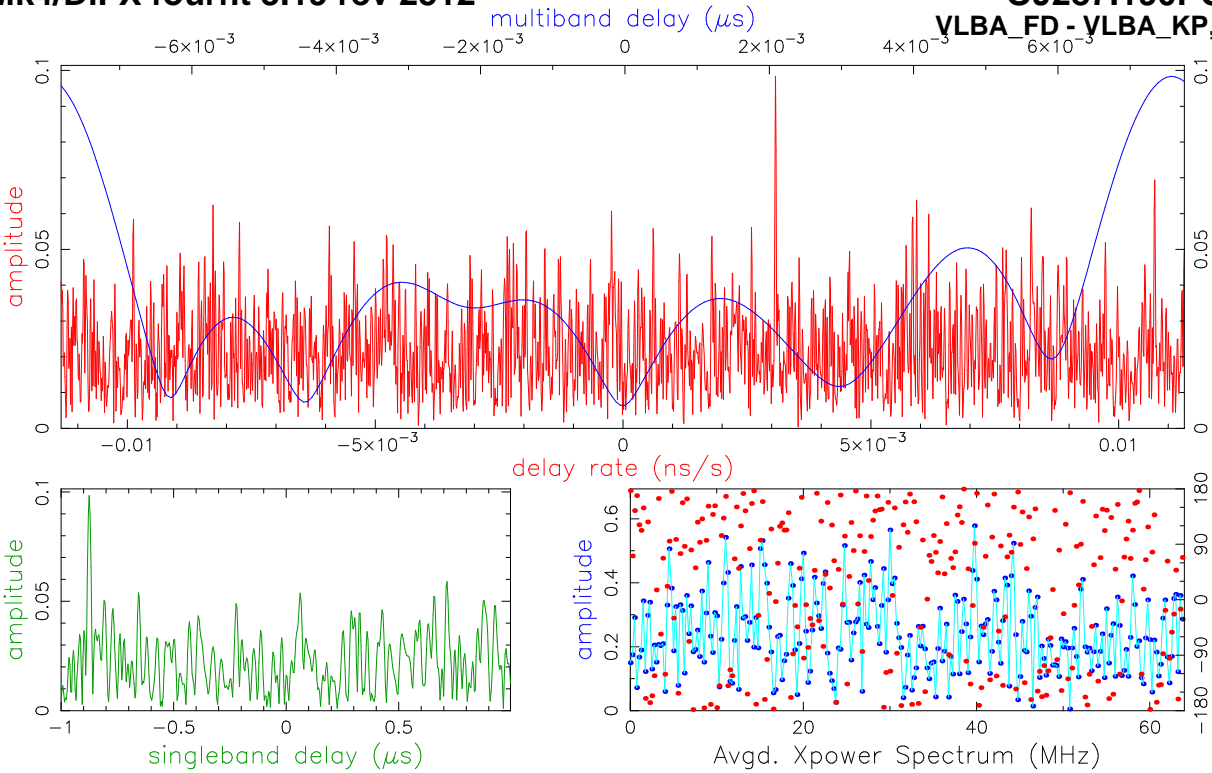 multiband delay (μs)
VLBA_FD - VLBA_KP,
−6×10⁻³ −4×10⁻³ −2×10⁻³ 0 2×10⁻³ 4×10⁻³ 6×10⁻³
0.1 0.1
amplitude
0.05 0.05
0 0
−0.01 −5×10⁻³ 0 5×10⁻³ 0.01
delay rate (ns/s)
amplitude
0.1
0.05
0
−1 −0.5 0 0.5
singleband delay (μs)
amplitude
0.6
0.4
0.2
0
180
90
0
−90
−180
0 20 40 60
Avgd. Xpower Spectrum (MHz)